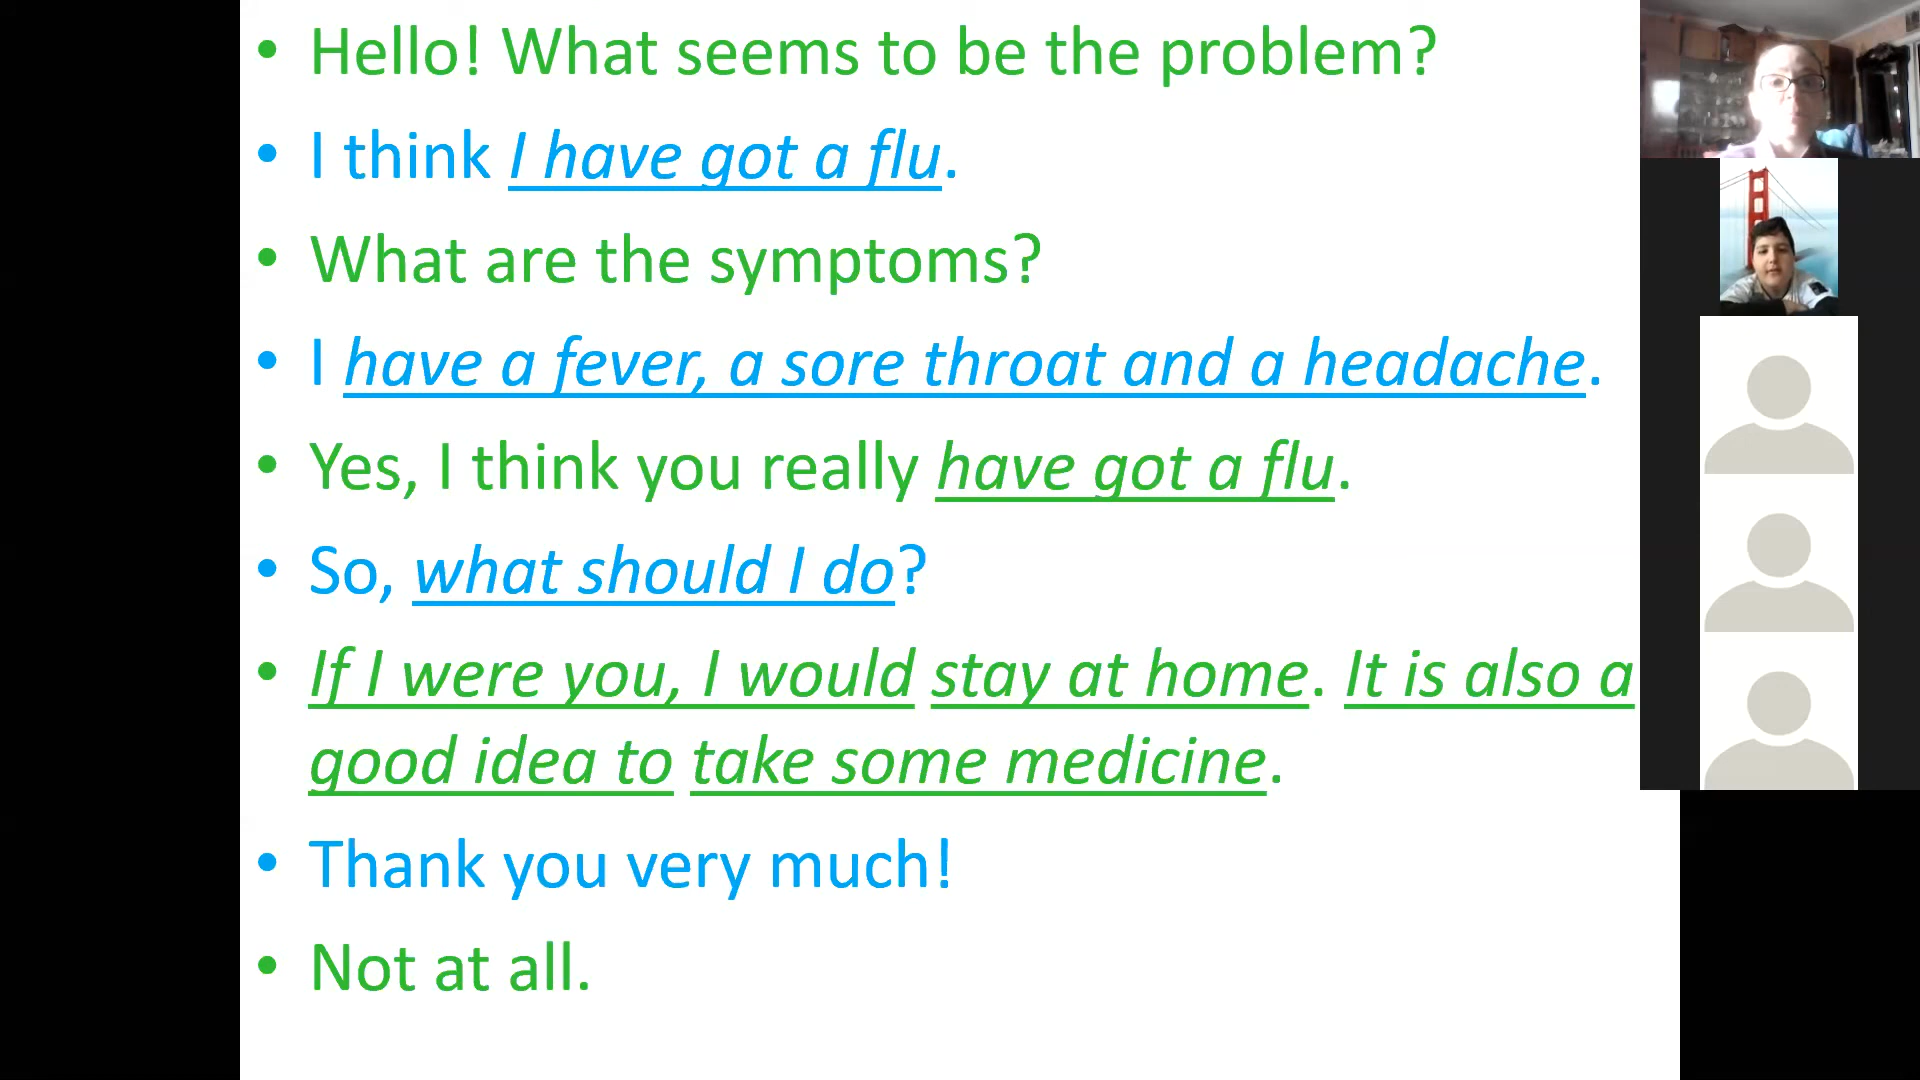 • Hello! What seems to be the problem?
• I think I have got a flu.
• What are the symptoms?
• I have a fever, a sore throat and a headache.
• Yes, I think you really have got a flu.
• So, what should I do?
• If I were you, I would stay at home. It is also a
good idea to take some medicine.
• Thank you very much!
• Not at all.